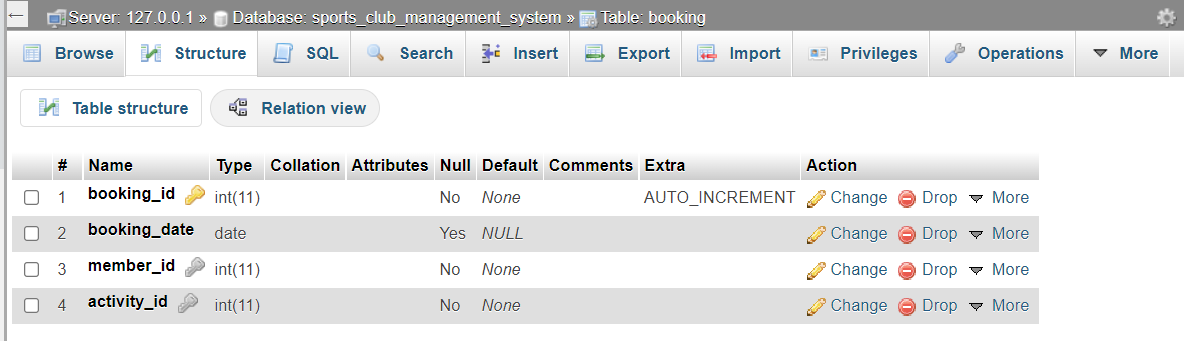 Server: 127.0.0.1 » Database: sports_club_management_system » Table: booking
Browse Structure SQL Search Insert Export Import Privileges Operations More
Table structure Relation view
# Name Type Collation Attributes Null Default Comments Extra Action
1 booking_id int(11) No None AUTO_INCREMENT Change Drop More
2 booking_date date Yes NULL Change Drop More
3 member_id int(11) No None Change Drop More
4 activity_id int(11) No None Change Drop More